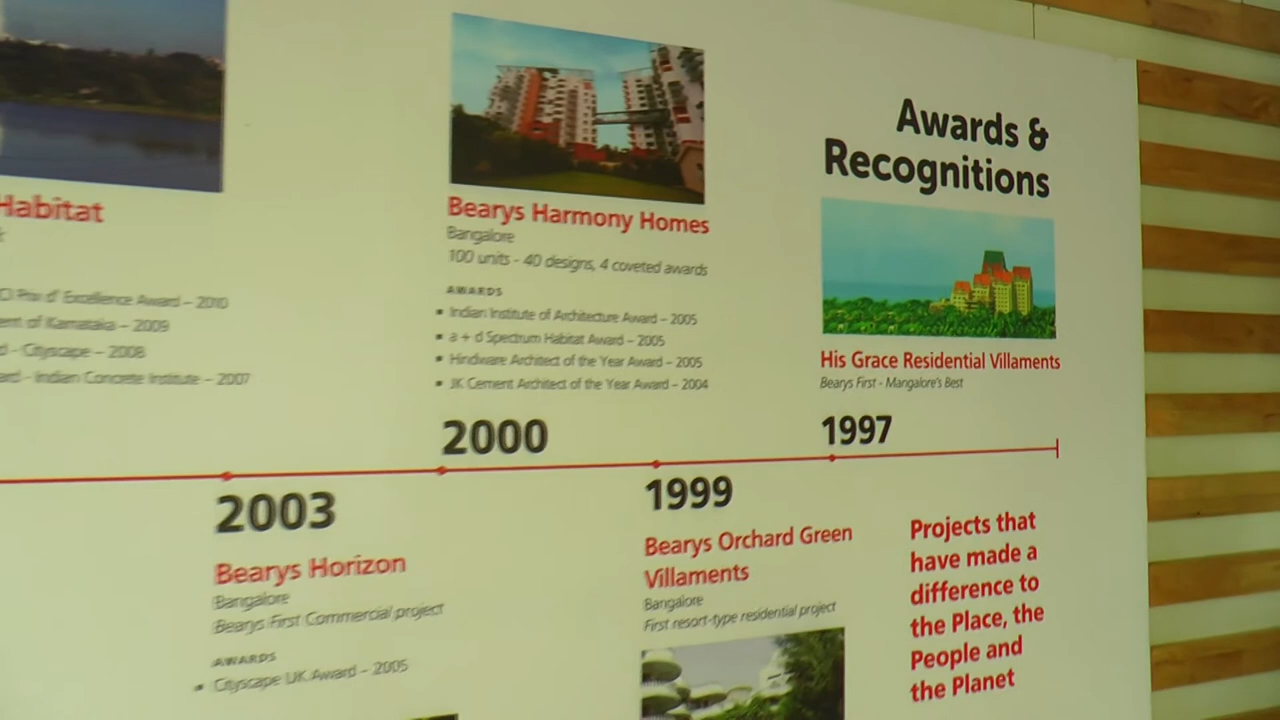 Awards &
Recognitions
His Grace Residential Villaments
Bearys First - Mangalore's Best
1997
Bearys Harmony Homes
Bangalore
100 units - 40 designs, 4 coveted awards
AWARDS
Indian Institute of Architecture Award – 2005
a + d Spectrum Habitat Award – 2005
Hindware Architect of the Year Award – 2005
JK Cement Architect of the Year Award – 2004
2000
Habitat
Prix d' Excellence Award – 2010
of Karnataka – 2009
- Cityscape – 2008
- Indian Concrete Institute – 2007
2003
Bearys Horizon
Bangalore
Bearys First Commercial project
AWARDS
Cityscape UK Award – 2005
1999
Bearys Orchard Green
Villaments
Bangalore
First resort-type residential project
Projects that
have made a
difference to
the Place, the
People and
the Planet